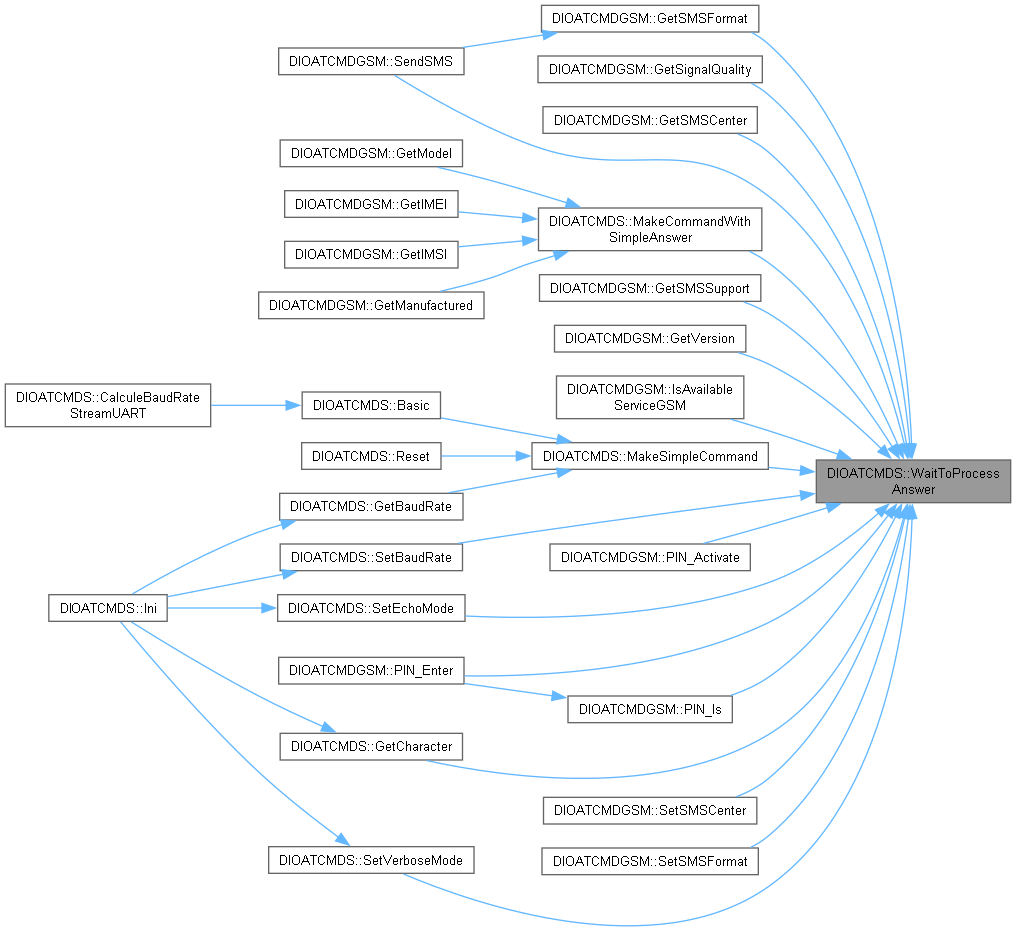 DIOATCMDGSM::GetSMSFormat
DIOATCMDGSM::SendSMS
DIOATCMDGSM::GetSignalQuality
DIOATCMDGSM::GetSMSCenter
DIOATCMDGSM::GetModel
DIOATCMDGSM::GetIMEI
DIOATCMDS::MakeCommandWith
SimpleAnswer
DIOATCMDGSM::GetIMSI
DIOATCMDGSM::GetSMSSupport
DIOATCMDGSM::GetManufactured
DIOATCMDGSM::GetVersion
DIOATCMDGSM::IsAvailable
ServiceGSM
DIOATCMDS::CalculeBaudRate
StreamUART
DIOATCMDS::Basic
DIOATCMDS::Reset
DIOATCMDS::MakeSimpleCommand
DIOATCMDS::WaitToProcess
Answer
DIOATCMDS::GetBaudRate
DIOATCMDS::SetBaudRate
DIOATCMDGSM::PIN_Activate
DIOATCMDS::Ini
DIOATCMDS::SetEchoMode
DIOATCMDGSM::PIN_Enter
DIOATCMDGSM::PIN_Is
DIOATCMDS::GetCharacter
DIOATCMDGSM::SetSMSCenter
DIOATCMDS::SetVerboseMode
DIOATCMDGSM::SetSMSFormat